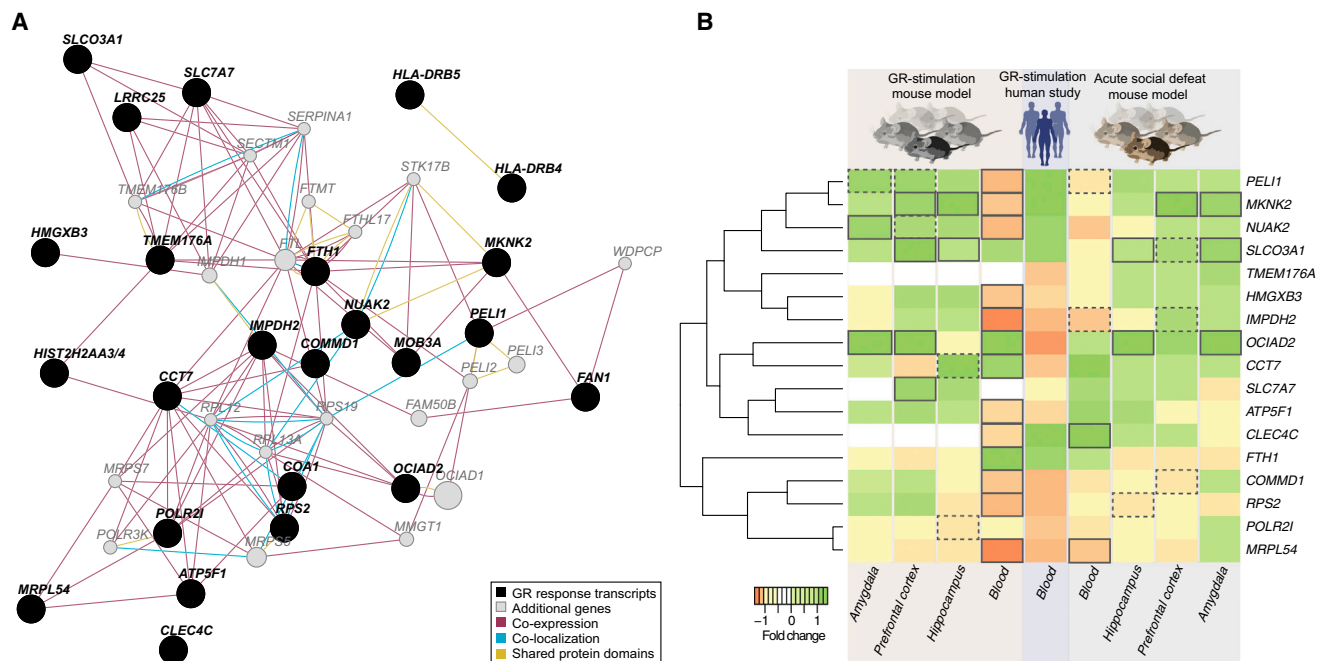 A
SLCO3A1
SLC7A7
LRRC25
HLA-DRB5
SERPINA1
SECTM1
HLA-DRB4
STK17B
TMEM176B
FTMT
FTHL17
HMGXB3
TMEM176A
FTL
FTH1
MKNK2
WDPCP
IMPDH1
NUAK2
PELI1
IMPDH2
COMMD1
MOB3A
PELI3
HIST2H2AA3/4
PELI2
CCT7
FAN1
RPL12
RPS19
FAM50B
RPL13A
MRPS7
COA1
OCIAD2
OCIAD1
POLR2I
RPS2
MMGT1
POLR3K
MRPS5
ATP5F1
MRPL54
CLEC4C
GR response transcripts
Additional genes
Co-expression
Co-localization
Shared protein domains
B
GR-stimulation
mouse model
GR-stimulation
human study
Acute social defeat
mouse model
PELI1
MKNK2
NUAK2
SLCO3A1
TMEM176A
HMGXB3
IMPDH2
OCIAD2
CCT7
SLC7A7
ATP5F1
CLEC4C
FTH1
COMMD1
RPS2
POLR2I
MRPL54
Amygdala
Prefrontal cortex
Hippocampus
Blood
Blood
Blood
Hippocampus
Prefrontal cortex
Amygdala
−1 0 1
Fold change